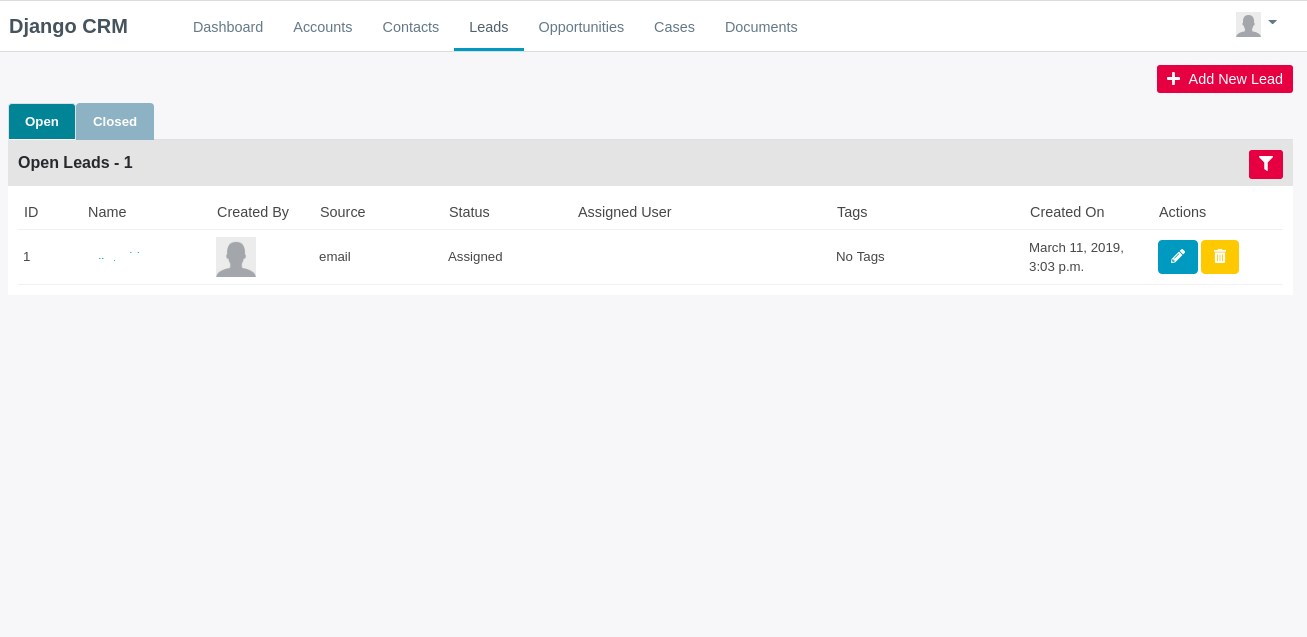 Django CRM
Dashboard Accounts Contacts Leads Opportunities Cases Documents
Add New Lead
Open Closed
Open Leads - 1
ID Name Created By Source Status Assigned User Tags Created On Actions
1 email Assigned No Tags March 11, 2019,
3:03 p.m.